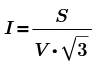 I = S / (V • √3)